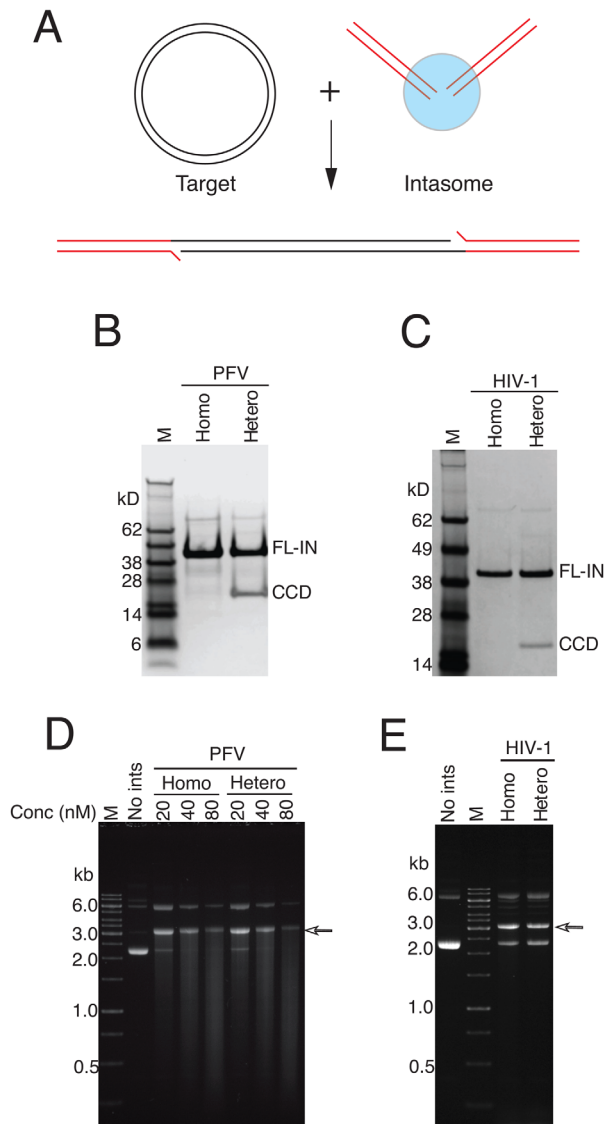 A
+
Target
Intasome
B
PFV
M
Homo
Hetero
kD
62
38
28
14
6
FL-IN
CCD
C
HIV-1
M
Homo
Hetero
kD
62
49
38
28
14
FL-IN
CCD
D
PFV
Homo
Hetero
Conc (nM)
M
No ints
20
40
80
20
40
80
kb
6.0
3.0
2.0
1.0
0.5
E
HIV-1
No ints
M
Homo
Hetero
kb
6.0
3.0
2.0
1.0
0.5